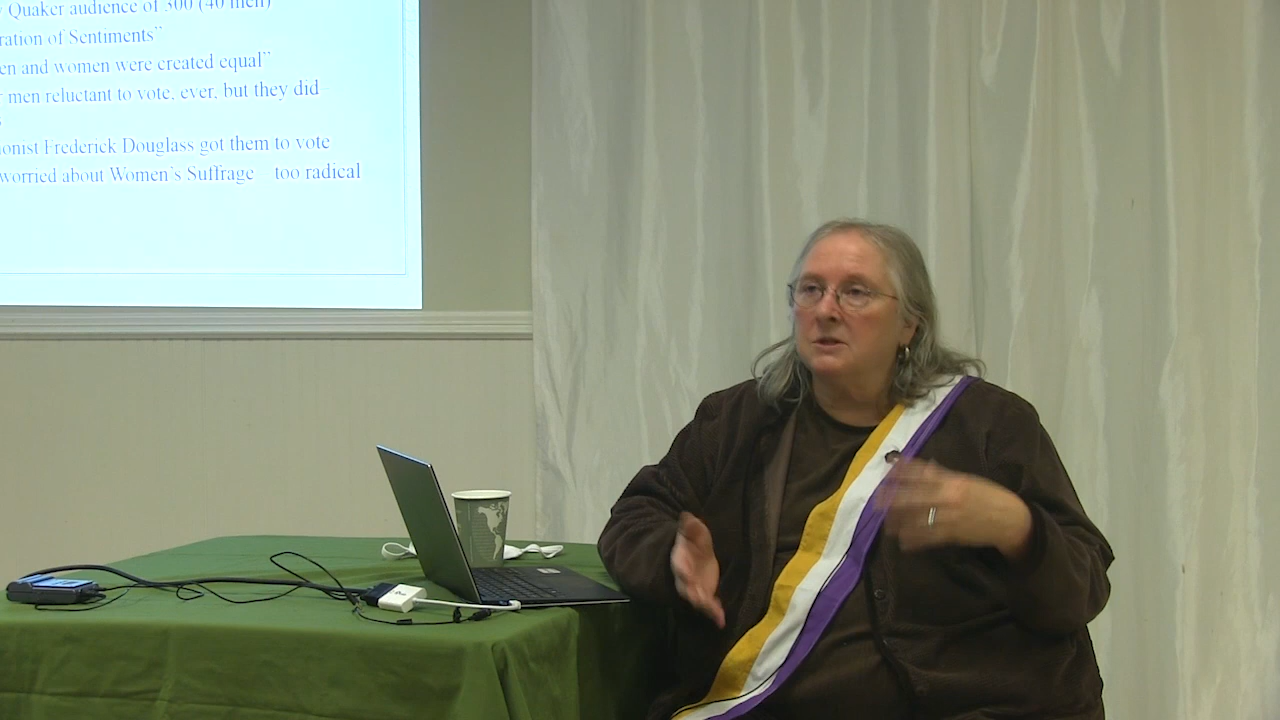 Quaker audience of 300 (40 men)
ration of Sentiments”
en and women were created equal”
r men reluctant to vote, ever, but they did
s
onist Frederick Douglass got them to vote
worried about Women’s Suffrage too radical